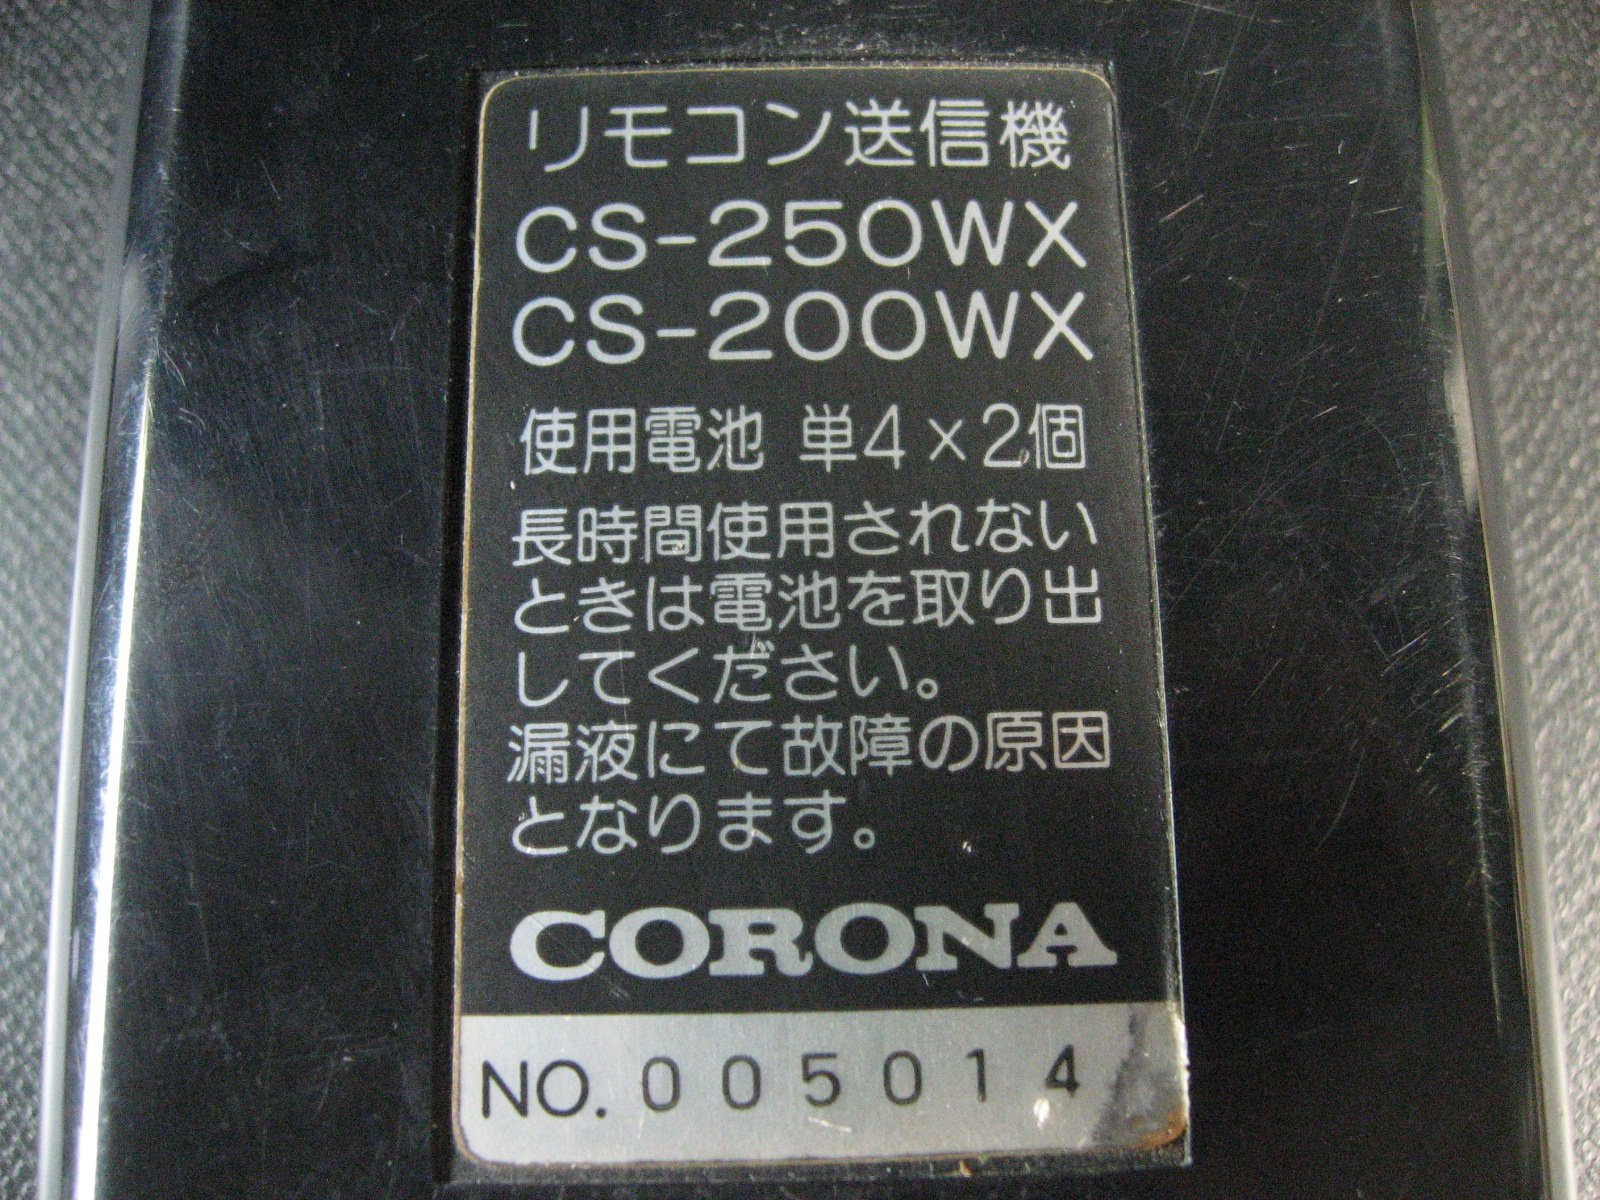 リモコン送信機
CS-250WX
CS-200WX
使用電池 単4×2個
長時間使用されない
ときは電池を取り出
してください。
漏液にて故障の原因
となります。
CORONA
NO. 005014